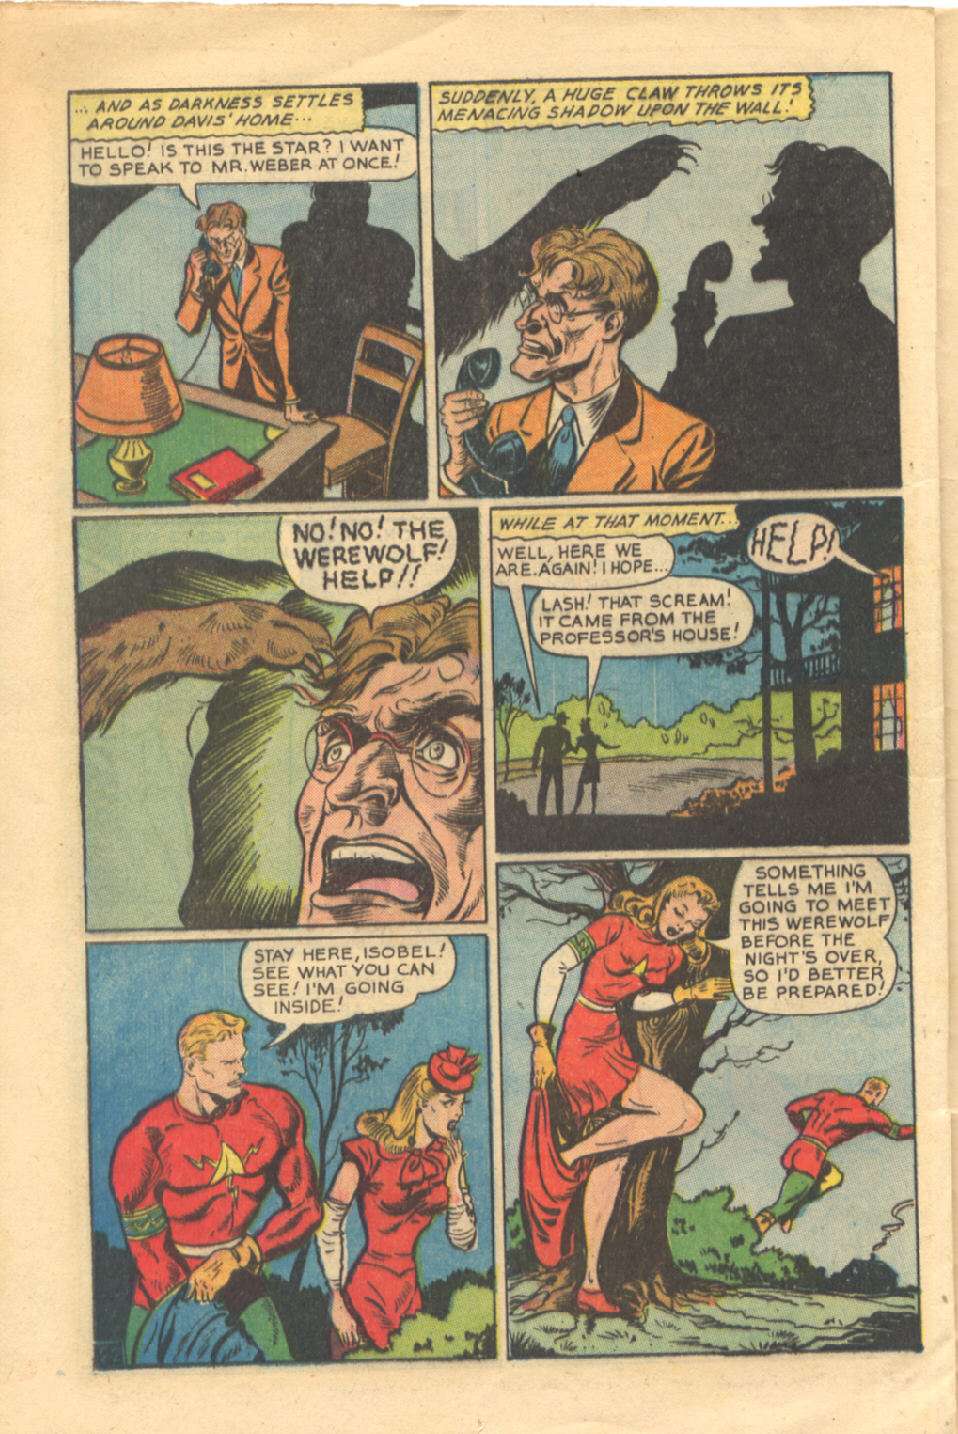 ... AND AS DARKNESS SETTLES
AROUND DAVIS' HOME...
HELLO! IS THIS THE STAR? I WANT
TO SPEAK TO MR. WEBER AT ONCE!
SUDDENLY, A HUGE CLAW THROWS ITS
MENACING SHADOW UPON THE WALL!
NO! NO! THE
WEREWOLF!
HELP!!
WHILE AT THAT MOMENT...
WELL, HERE WE
ARE AGAIN! I HOPE...
LASH! THAT SCREAM!
IT CAME FROM THE
PROFESSOR'S HOUSE!
HELP!
STAY HERE, ISOBEL!
SEE WHAT YOU CAN
SEE! I'M GOING
INSIDE!
SOMETHING
TELLS ME I'M
GOING TO MEET
THIS WEREWOLF
BEFORE THE
NIGHT'S OVER,
SO I'D BETTER
BE PREPARED!